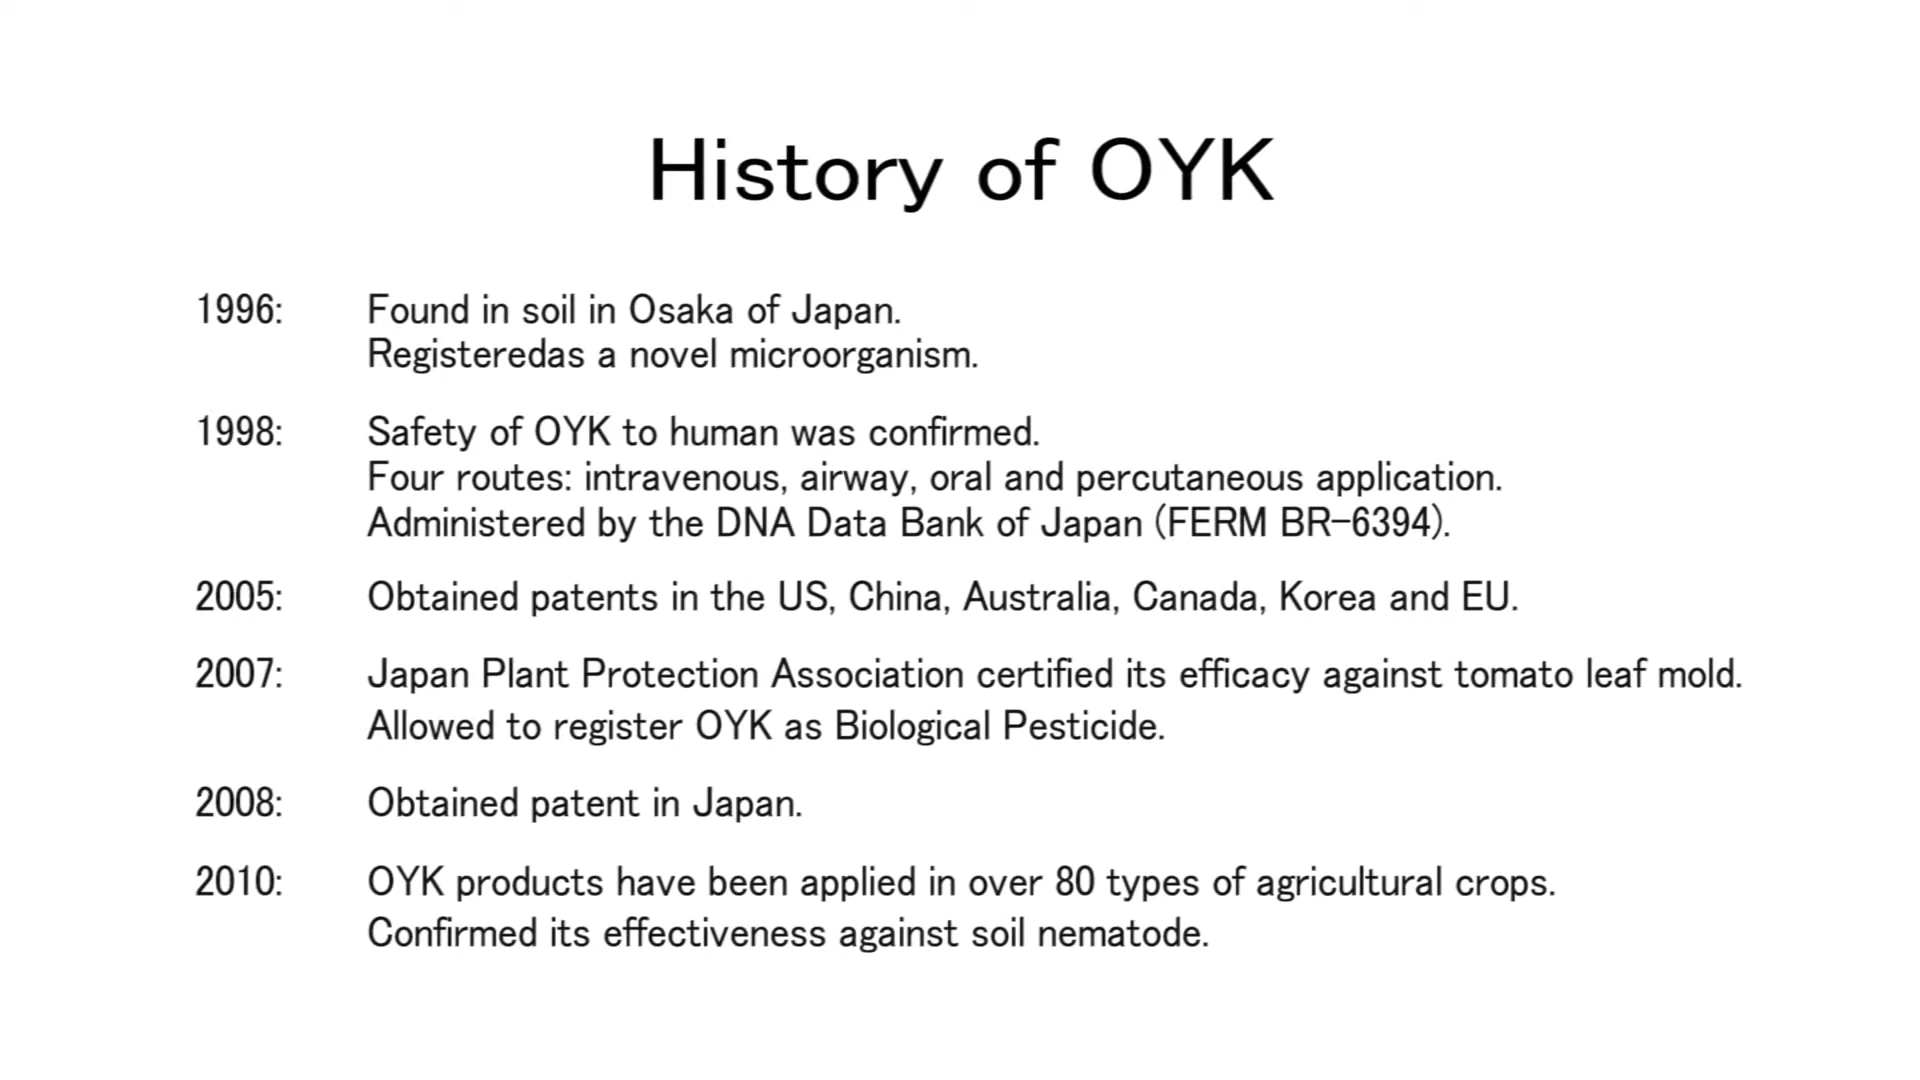 History of OYK
1996: Found in soil in Osaka of Japan.
Registeredas a novel microorganism.
1998: Safety of OYK to human was confirmed.
Four routes: intravenous, airway, oral and percutaneous application.
Administered by the DNA Data Bank of Japan (FERM BR-6394).
2005: Obtained patents in the US, China, Australia, Canada, Korea and EU.
2007: Japan Plant Protection Association certified its efficacy against tomato leaf mold.
Allowed to register OYK as Biological Pesticide.
2008: Obtained patent in Japan.
2010: OYK products have been applied in over 80 types of agricultural crops.
Confirmed its effectiveness against soil nematode.